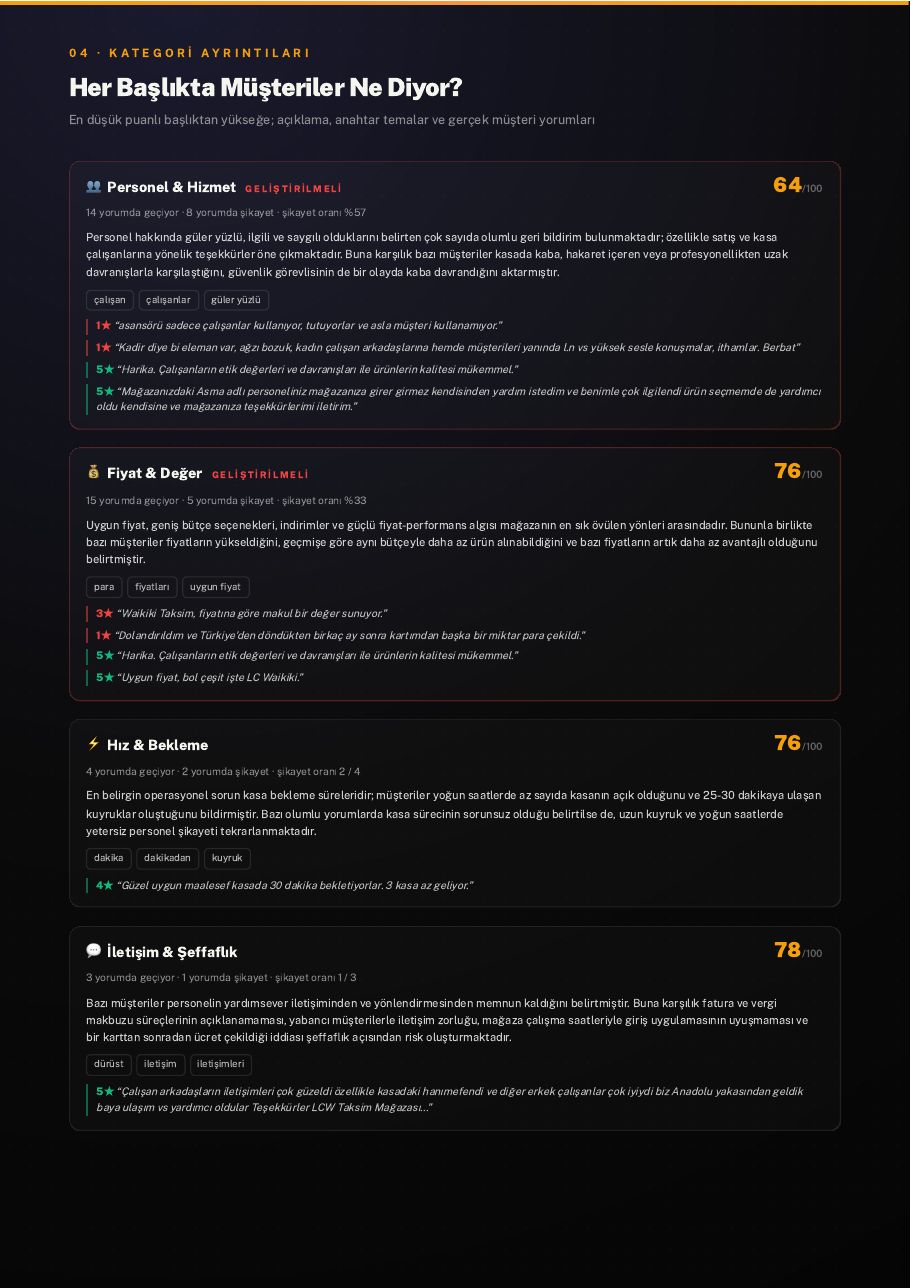 04 · KATEGORİ AYRINTILARI
Her Başlıkta Müşteriler Ne Diyor?
En düşük puanlı başlıktan yükseğe; açıklama, anahtar temalar ve gerçek müşteri yorumları
👥 Personel & Hizmet GELİŞTİRİLMELİ 64/100
14 yorumda geçiyor · 8 yorumda şikayet · şikayet oranı %57
Personel hakkında güler yüzlü, ilgili ve saygılı olduklarını belirten çok sayıda olumlu geri bildirim bulunmaktadır; özellikle satış ve kasa
çalışanlarına yönelik teşekkürler öne çıkmaktadır. Buna karşılık bazı müşteriler kasada kaba, hakaret içeren veya profesyonellikten uzak
davranışlarla karşılaştığını, güvenlik görevlisinin de bir olayda kaba davrandığını aktarmıştır.
çalışan çalışanlar güler yüzlü
1★ “asansörü sadece çalışanlar kullanıyor, tutuyorlar ve asla müşteri kullanamıyor.”
1★ “Kadir diye bi eleman var, ağzı bozuk, kadın çalışan arkadaşlarına hemde müşterileri yanında l.n vs yüksek sesle konuşmalar, ithamlar. Berbat”
5★ “Harika. Çalışanların etik değerleri ve davranışları ile ürünlerin kalitesi mükemmel.”
5★ “Mağazanızdaki Asma adlı personeliniz mağazanıza girer girmez kendisinden yardım istedim ve benimle çok ilgilendi ürün seçmemde de yardımcı
oldu kendisine ve mağazanıza teşekkürlerimi iletirim.”
💰 Fiyat & Değer GELİŞTİRİLMELİ 76/100
15 yorumda geçiyor · 5 yorumda şikayet · şikayet oranı %33
Uygun fiyat, geniş bütçe seçenekleri, indirimler ve güçlü fiyat-performans algısı mağazanın en sık övülen yönleri arasındadır. Bununla birlikte
bazı müşteriler fiyatların yükseldiğini, geçmişe göre aynı bütçeyle daha az ürün alınabildiğini ve bazı fiyatların artık daha az avantajlı olduğunu
belirtmiştir.
para fiyatları uygun fiyat
3★ “Waikiki Taksim, fiyatına göre makul bir değer sunuyor.”
1★ “Dolandırıldım ve Türkiye’den döndükten birkaç ay sonra kartımdan başka bir miktar para çekildi.”
5★ “Harika. Çalışanların etik değerleri ve davranışları ile ürünlerin kalitesi mükemmel.”
5★ “Uygun fiyat, bol çeşit işte LC Waikiki.”
⚡ Hız & Bekleme 76/100
4 yorumda geçiyor · 2 yorumda şikayet · şikayet oranı 2 / 4
En belirgin operasyonel sorun kasa bekleme süreleridir; müşteriler yoğun saatlerde az sayıda kasanın açık olduğunu ve 25-30 dakikaya ulaşan
kuyruklar oluştuğunu bildirmiştir. Bazı olumlu yorumlarda kasa sürecinin sorunsuz olduğu belirtilse de, uzun kuyruk ve yoğun saatlerde
yetersiz personel şikayeti tekrarlanmaktadır.
dakika dakikadan kuyruk
4★ “Güzel uygun maalesef kasada 30 dakika bekletiyorlar. 3 kasa az geliyor.”
💬 İletişim & Şeffaflık 78/100
3 yorumda geçiyor · 1 yorumda şikayet · şikayet oranı 1 / 3
Bazı müşteriler personelin yardımsever iletişiminden ve yönlendirmesinden memnun kaldığını belirtmiştir. Buna karşılık fatura ve vergi
makbuzu süreçlerinin açıklanamaması, yabancı müşterilerle iletişim zorluğu, mağaza çalışma saatleriyle giriş uygulamasının uyuşmaması ve
bir karttan sonradan ücret çekildiği iddiası şeffaflık açısından risk oluşturmaktadır.
dürüst iletişim iletişimleri
5★ “Çalışan arkadaşların iletişimleri çok güzeldi özellikle kasadaki hanımefendi ve diğer erkek çalışanlar çok iyiydi biz Anadolu yakasından geldik
baya ulaşım vs yardımcı oldular Teşekkürler LCW Taksim Mağazası...”